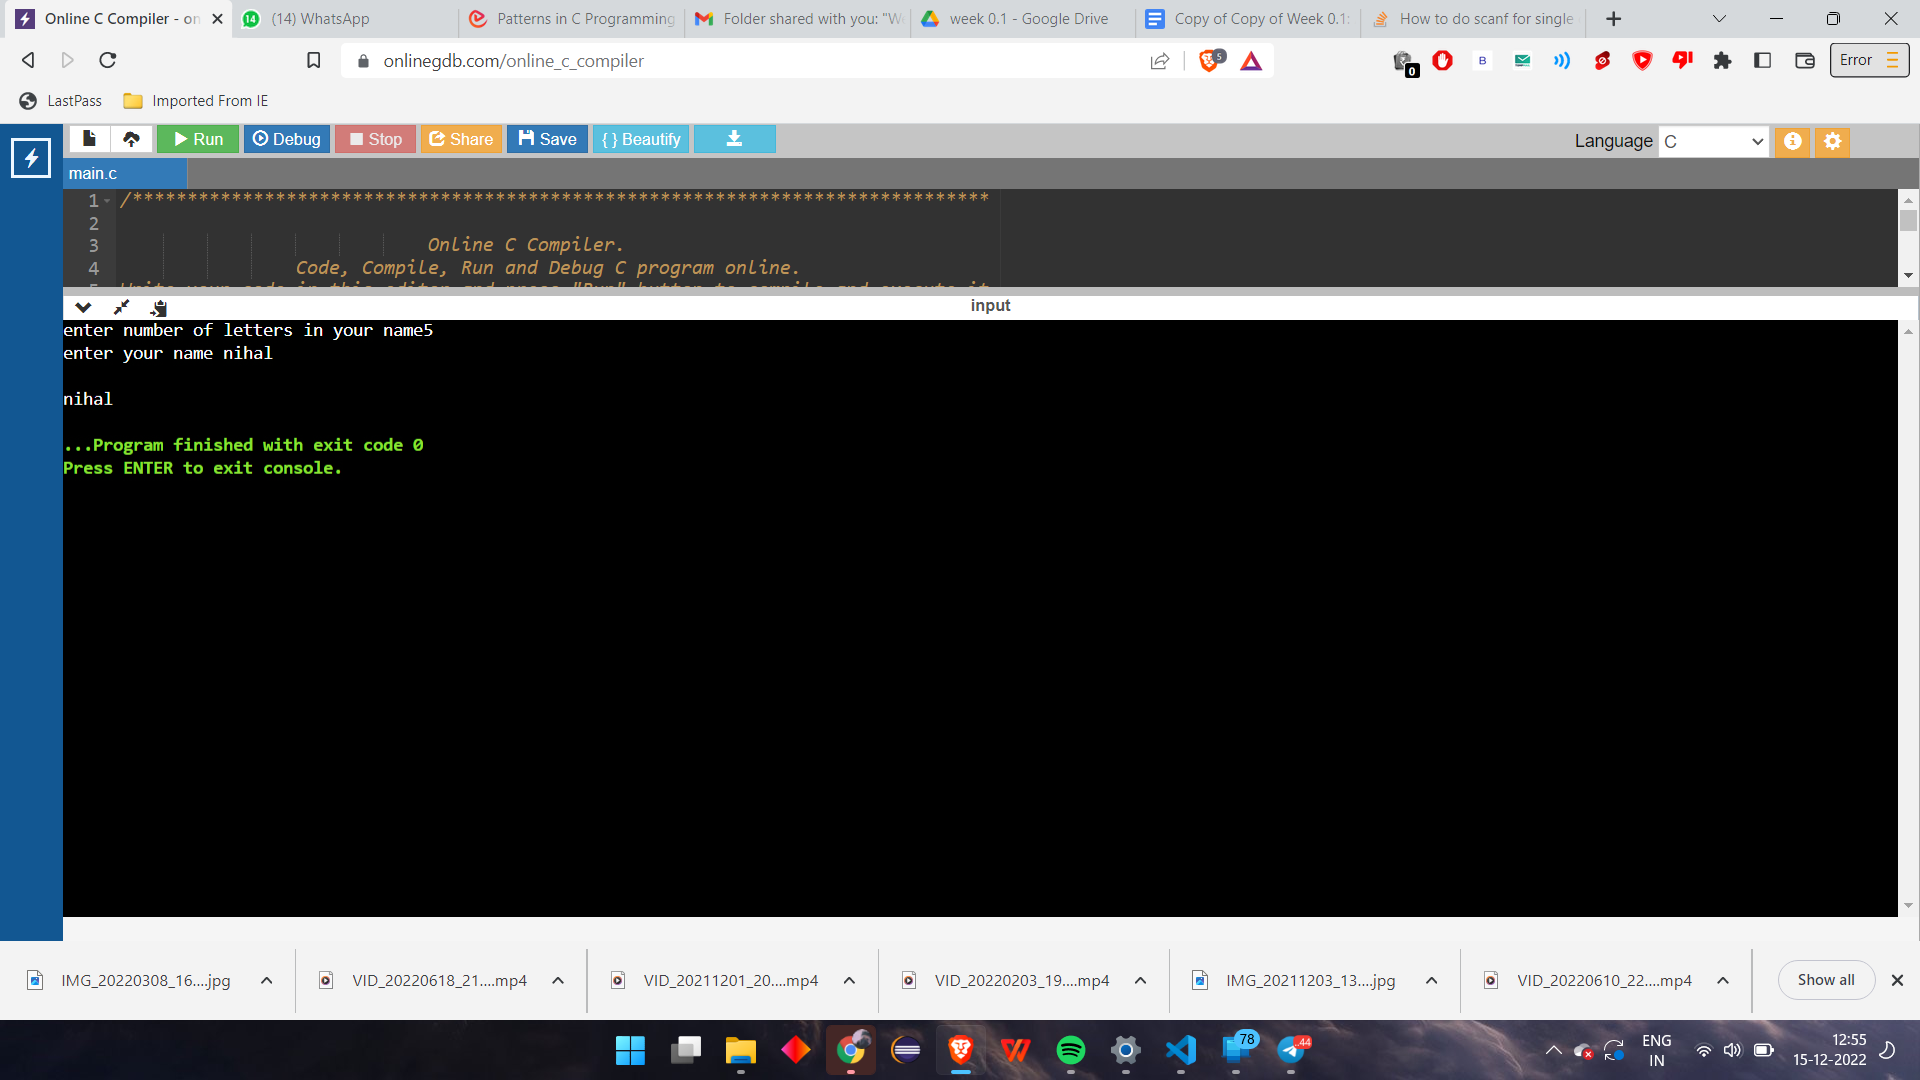 Online C Compiler - on
14
(14) WhatsApp
Patterns in C Programming
Folder shared with you: "We
week 0.1 - Google Drive
Copy of Copy of Week 0.1:
How to do scanf for single
onlinegdb.com/online_c_compiler
5
0
B
Error
LastPass
Imported From IE
Run
Debug
Stop
Share
Save
{ } Beautify
Language
C
main.c
1 /******************************************************************************
2
3 Online C Compiler.
4 Code, Compile, Run and Debug C program online.
input
enter number of letters in your name5
enter your name nihal
nihal
...Program finished with exit code 0
Press ENTER to exit console.
IMG_20220308_16....jpg
VID_20220618_21....mp4
VID_20211201_20....mp4
VID_20220203_19....mp4
IMG_20211203_13....jpg
VID_20220610_22....mp4
Show all
78
44
ENG
IN
12:55
15-12-2022